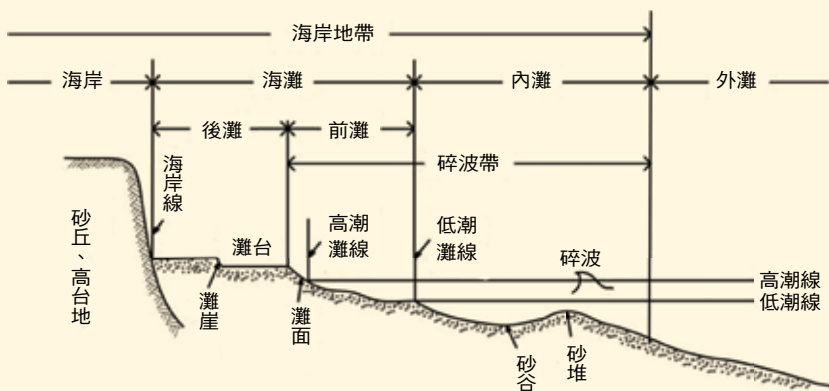 海岸地帶
海岸
海灘
內灘
外灘
後灘
前灘
碎波帶
海岸線
砂丘、高台地
灘台
高潮
灘線
低潮
灘線
碎波
高潮線
低潮線
灘崖
灘面
砂谷
砂堆